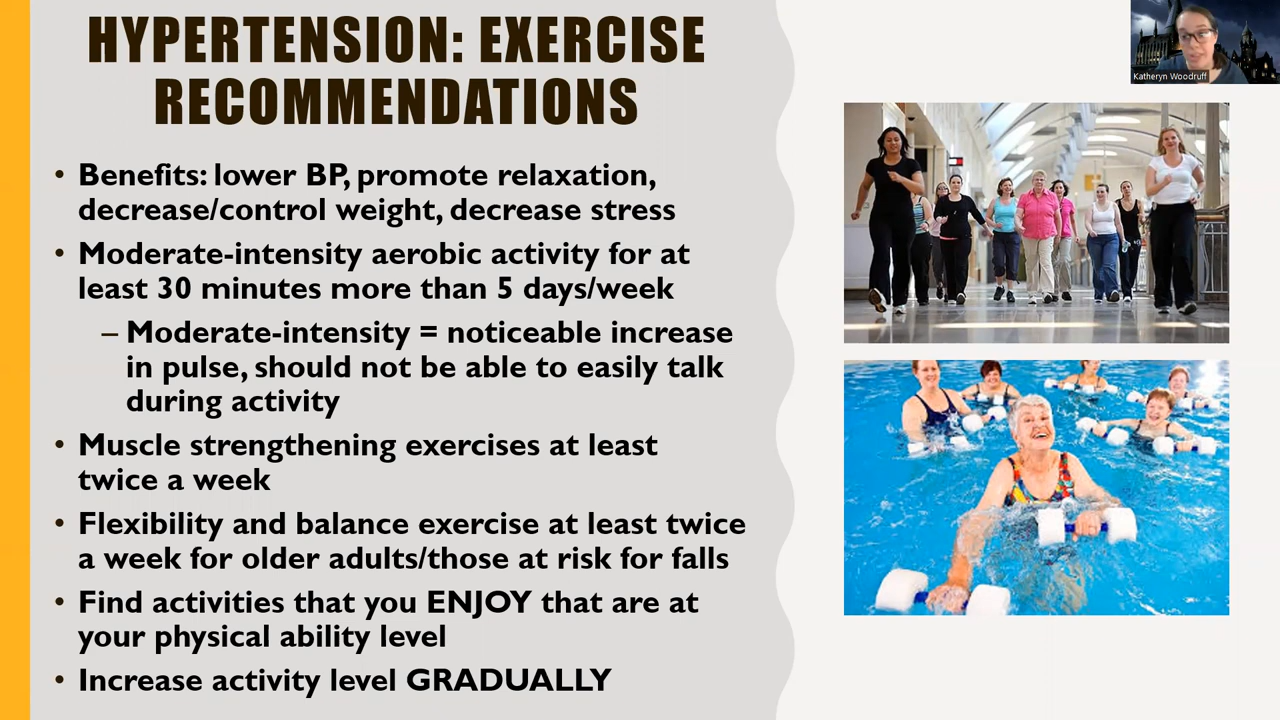 HYPERTENSION: EXERCISE
RECOMMENDATIONS
• Benefits: lower BP, promote relaxation,
decrease/control weight, decrease stress
• Moderate-intensity aerobic activity for at
least 30 minutes more than 5 days/week
– Moderate-intensity = noticeable increase
in pulse, should not be able to easily talk
during activity
• Muscle strengthening exercises at least
twice a week
• Flexibility and balance exercise at least twice
a week for older adults/those at risk for falls
• Find activities that you ENJOY that are at
your physical ability level
• Increase activity level GRADUALLY
Katheryn Woodruff